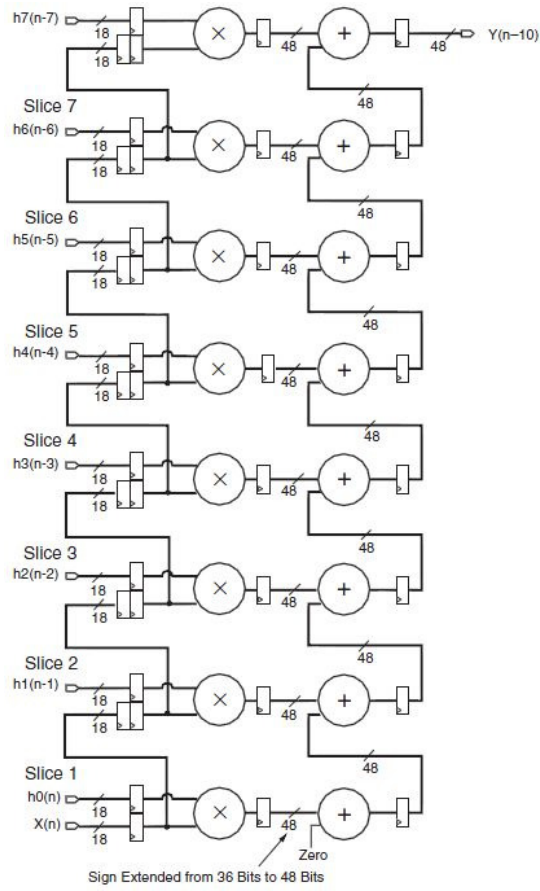 h7(n-7)
18
18
×
48
+
48
Y(n–10)
48
Slice 7
h6(n-6)
18
18
×
48
+
48
Slice 6
h5(n-5)
18
18
×
48
+
48
Slice 5
h4(n-4)
18
18
×
48
+
48
Slice 4
h3(n-3)
18
18
×
48
+
48
Slice 3
h2(n-2)
18
18
×
48
+
48
Slice 2
h1(n-1)
18
18
×
48
+
48
Slice 1
h0(n)
18
X(n)
18
×
48
+
Zero
Sign Extended from 36 Bits to 48 Bits